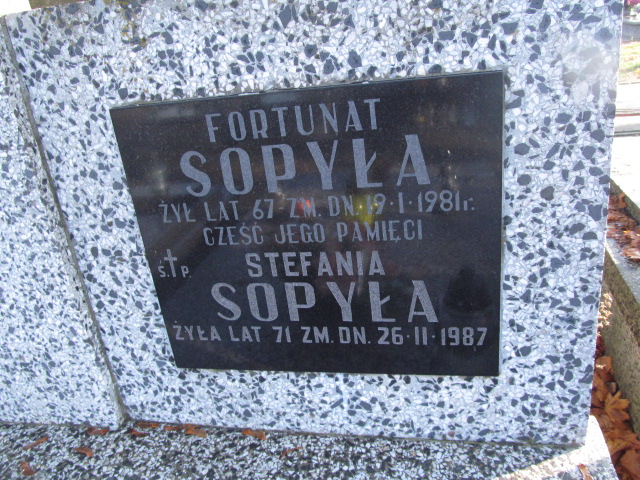 FORTUNAT
SOPYŁA
ŻYŁ LAT 67 ZM. DN. 19·1·1981r.
CZEŚĆ JEGO PAMIĘCI
Ś.†P.
STEFANIA
SOPYŁA
ŻYŁA LAT 71 ZM. DN. 26·11·1987